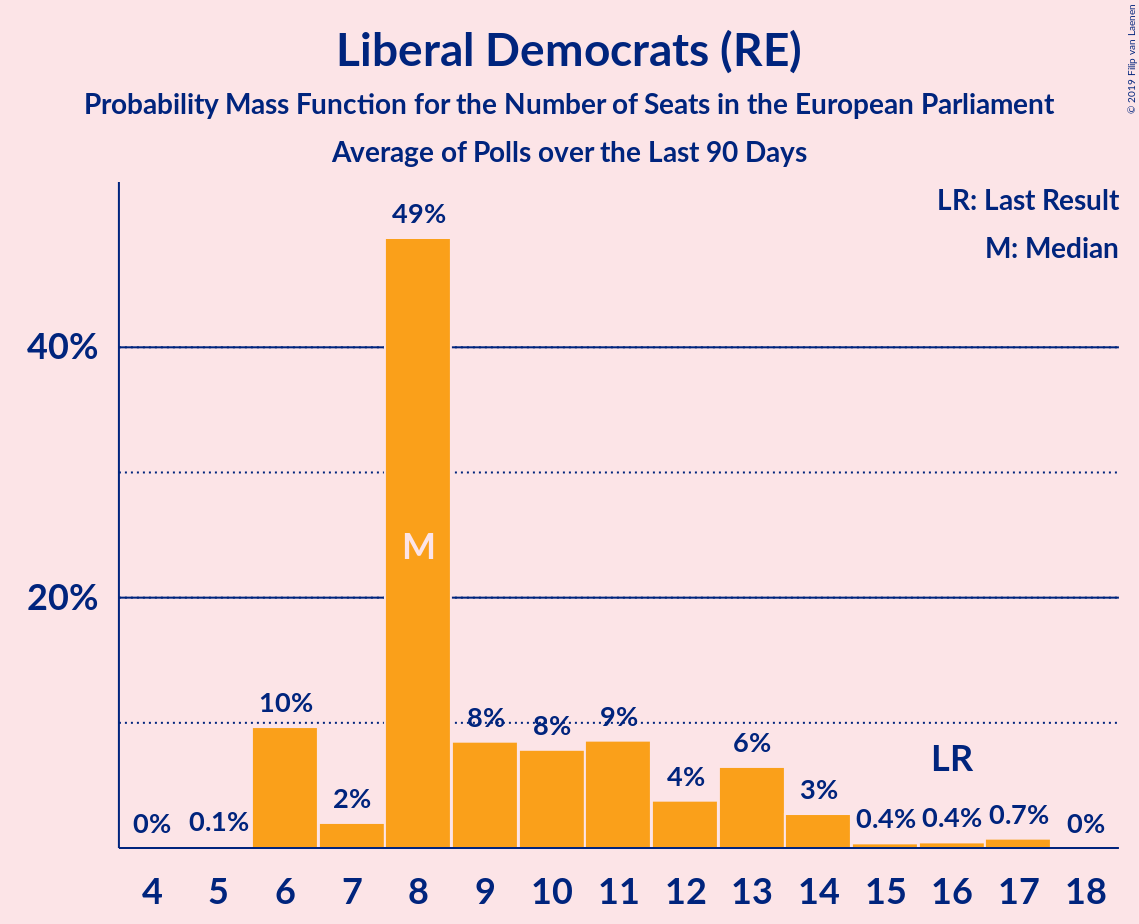 Liberal Democrats (RE)
Probability Mass Function for the Number of Seats in the European Parliament
Average of Polls over the Last 90 Days
© 2019 Filip van Laenen
LR: Last Result
M: Median
40%
20%
0%
0.1%
10%
2%
49%
M
8%
8%
9%
4%
6%
3%
0.4%
LR
0.4%
0.7%
0%
4 5 6 7 8 9 10 11 12 13 14 15 16 17 18